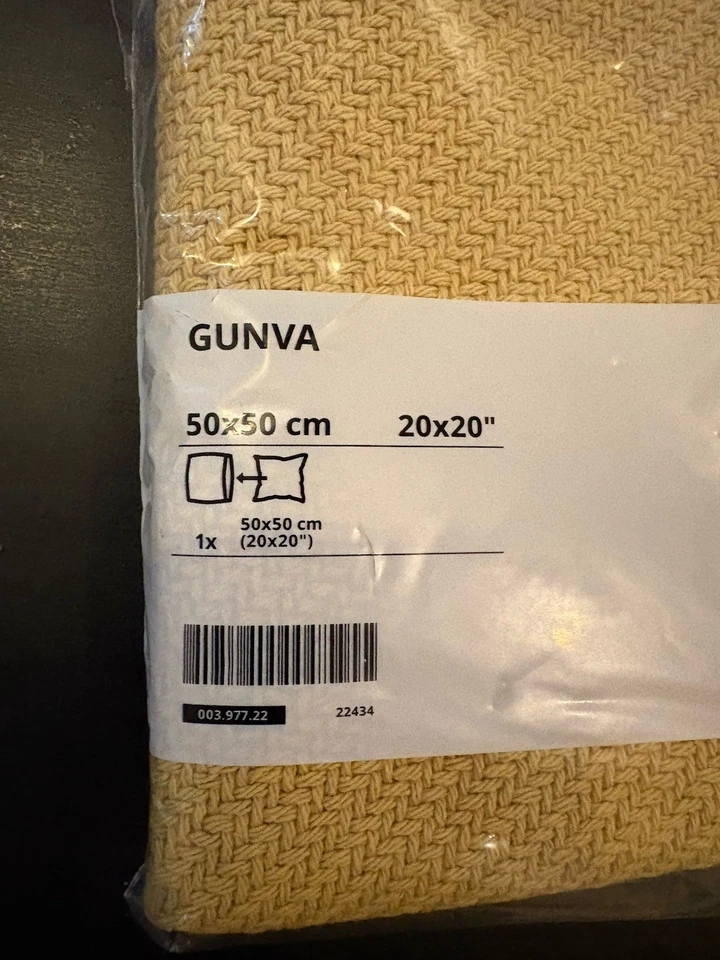 GUNVA
50x50 cm 20x20"
50x50 cm
1x (20x20")
003.977.22 22434